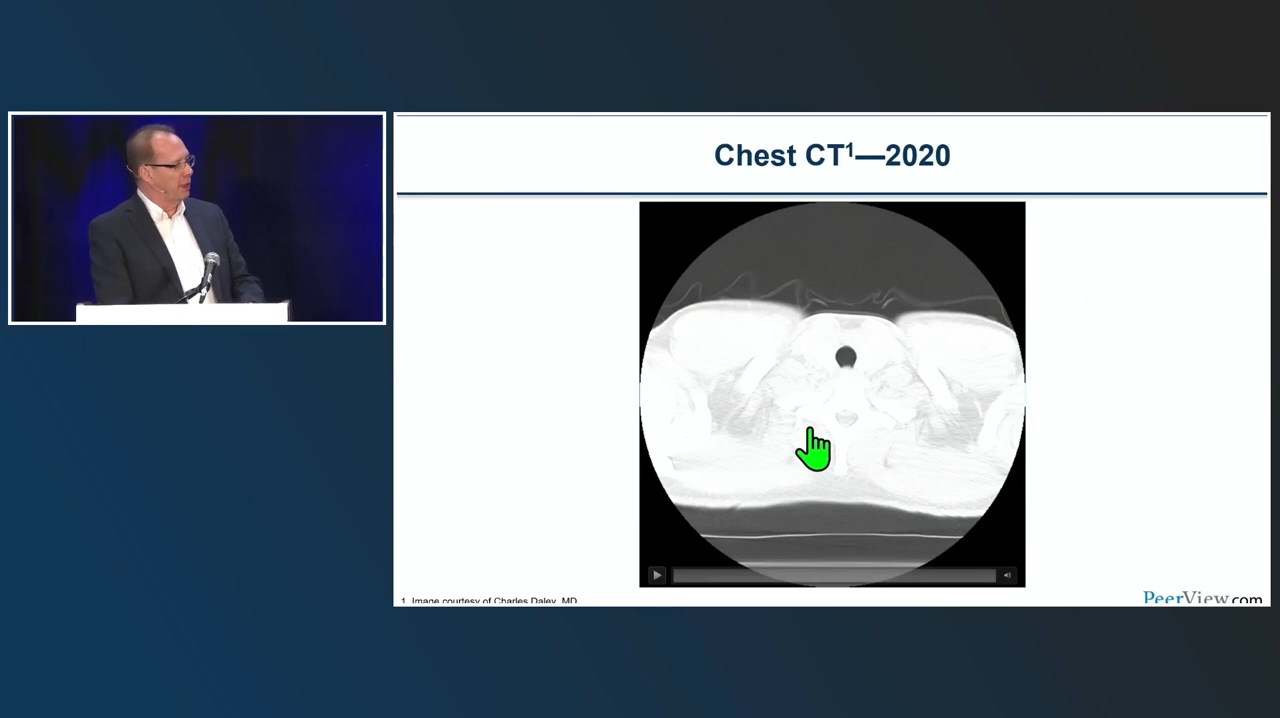 Chest CT¹—2020
1. Image courtesy of Charles Daley, MD
PeerView.com